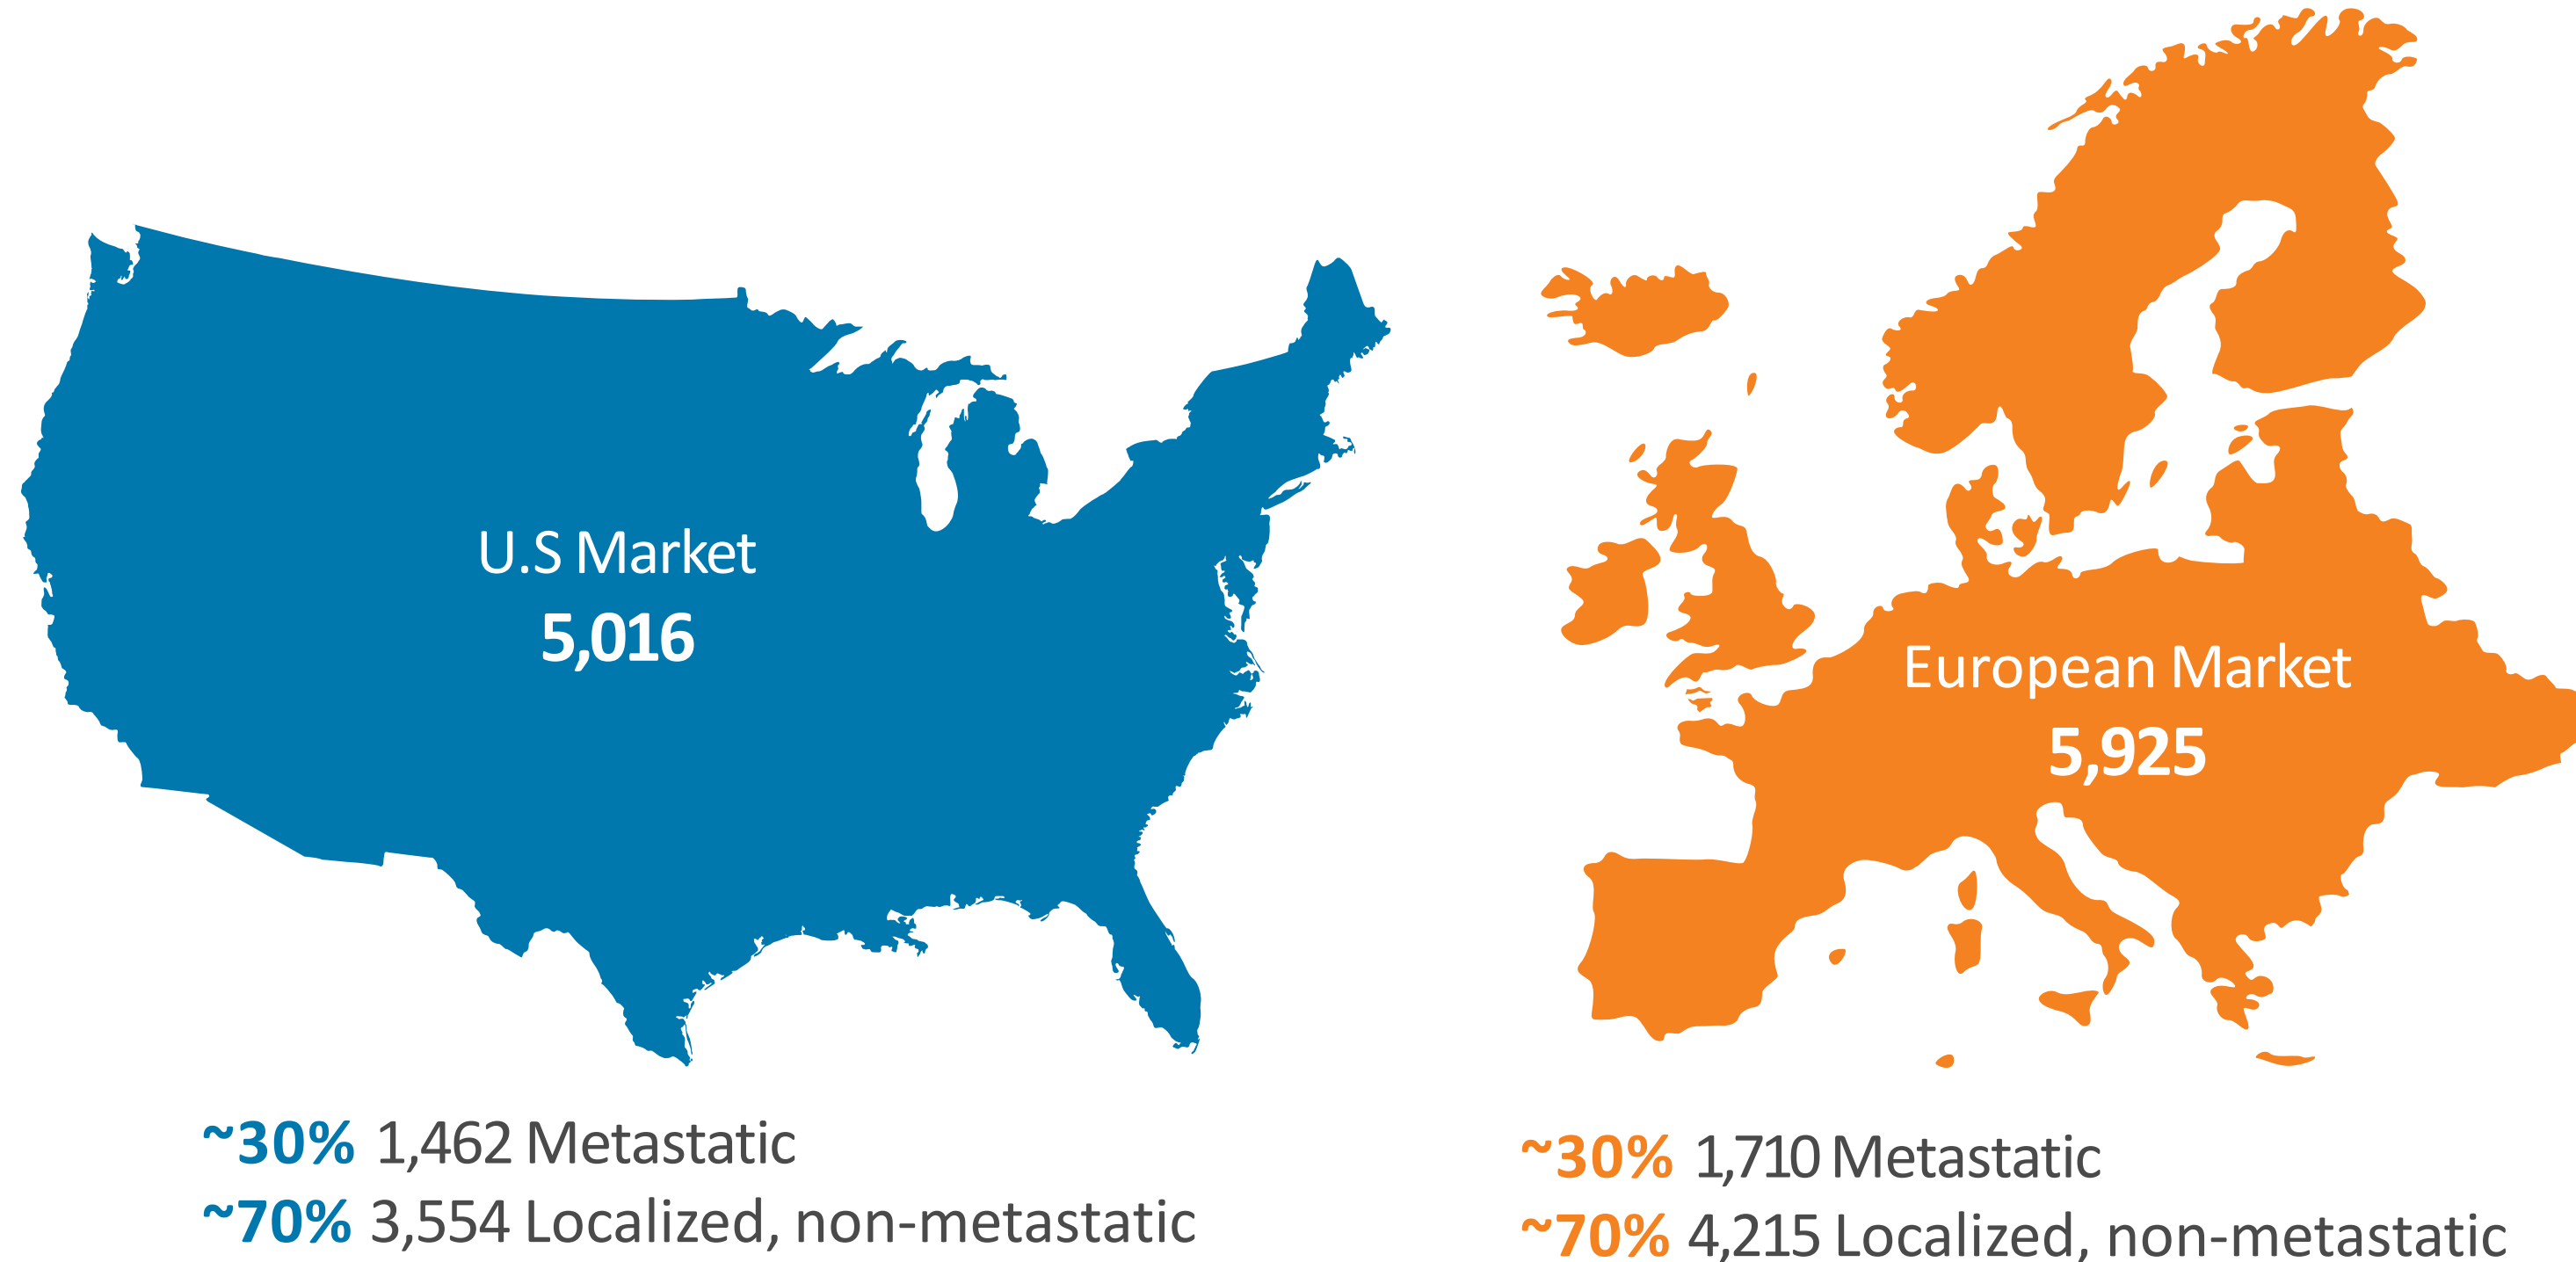 U.S Market
5,016
~30% 1,462 Metastatic
~70% 3,554 Localized, non-metastatic
European Market
5,925
~30% 1,710 Metastatic
~70% 4,215 Localized, non-metastatic